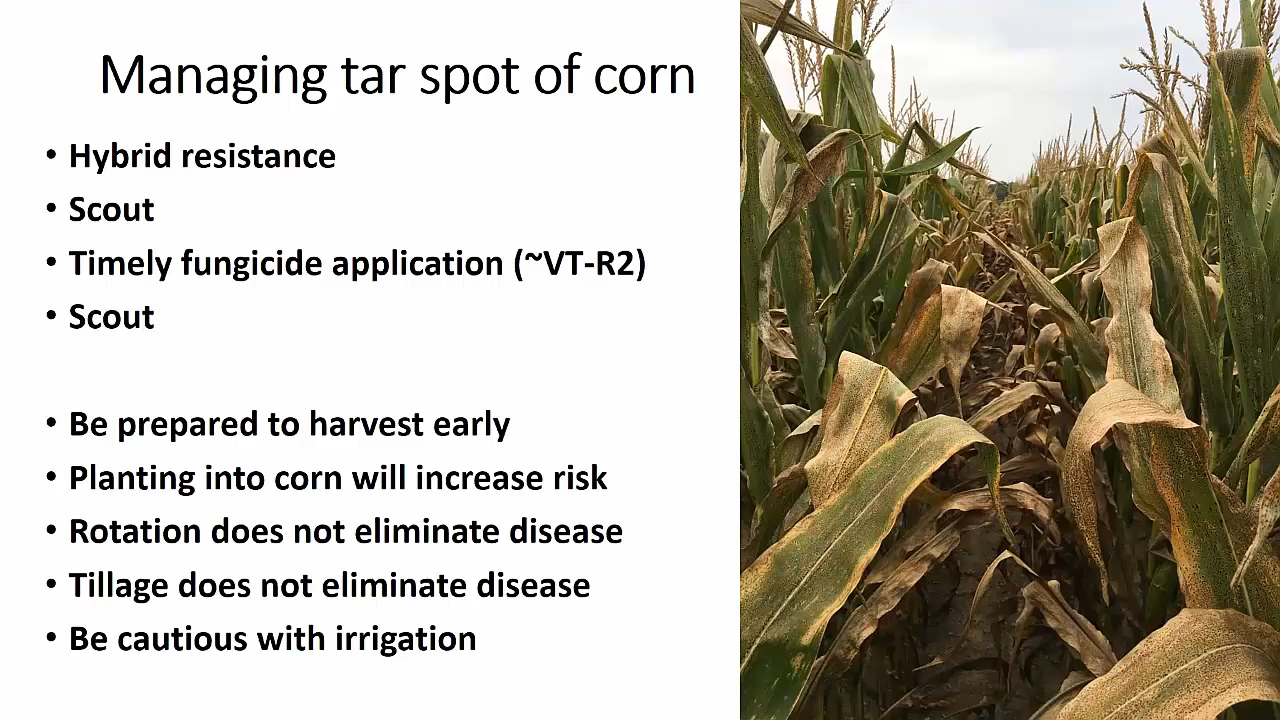 Managing tar spot of corn
• Hybrid resistance
• Scout
• Timely fungicide application (~VT-R2)
• Scout
• Be prepared to harvest early
• Planting into corn will increase risk
• Rotation does not eliminate disease
• Tillage does not eliminate disease
• Be cautious with irrigation